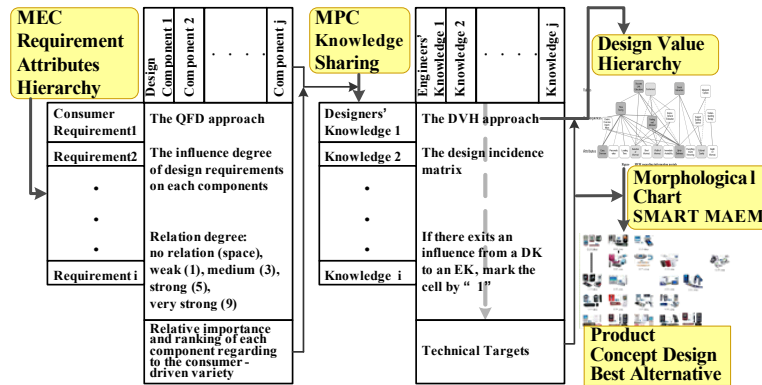 MEC
Requirement
Attributes
Hierarchy
Design
Component 1
Component 2
. . . .
Component j
MPC
Knowledge
Sharing
Engineers'
Knowledge 1
Knowledge 2
. . . .
Knowledge j
Design Value
Hierarchy
Consumer
Requirement1
Requirement2
•
•
•
Requirement i
The QFD approach
The influence degree
of design requirements
on each components
Relation degree:
no relation (space),
weak (1), medium (3),
strong (5),
very strong (9)
Relative importance
and ranking of each
component regarding
to the consumer-
driven variety
Designers'
Knowledge 1
Knowledge 2
•
•
•
Knowledge i
The DVH approach
The design incidence
matrix
If there exits an
influence from a DK
to an EK, mark the
cell by “ 1”
Technical Targets
Attributes
Morphological
Chart
SMART MAEM
Product
Concept Design
Best Alternative